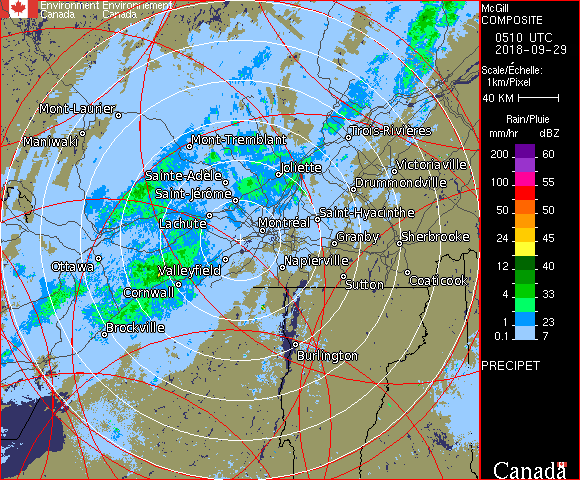 Environment Environnement
Canada Canada
McGill
COMPOSITE
0510 UTC
2018-09-29
Scale/Échelle:
1km/Pixel
40 KM
Rain/Pluie
mm/hr dBZ
200 60
100 55
50 50
24 45
12 40
4 33
1 23
0.1 7
PRECIPET
Canada
Mont-Laurier
Maniwaki
Mont-Tremblant
Trois-Rivières
Sainte-Adèle
Joliette
Victoriaville
Saint-Jérôme
Drummondville
Lachute
Montréal
Saint-Hyacinthe
Granby
Sherbrooke
Ottawa
Valleyfield
Napierville
Cornwall
Sutton
Coaticook
Brockville
Burlington